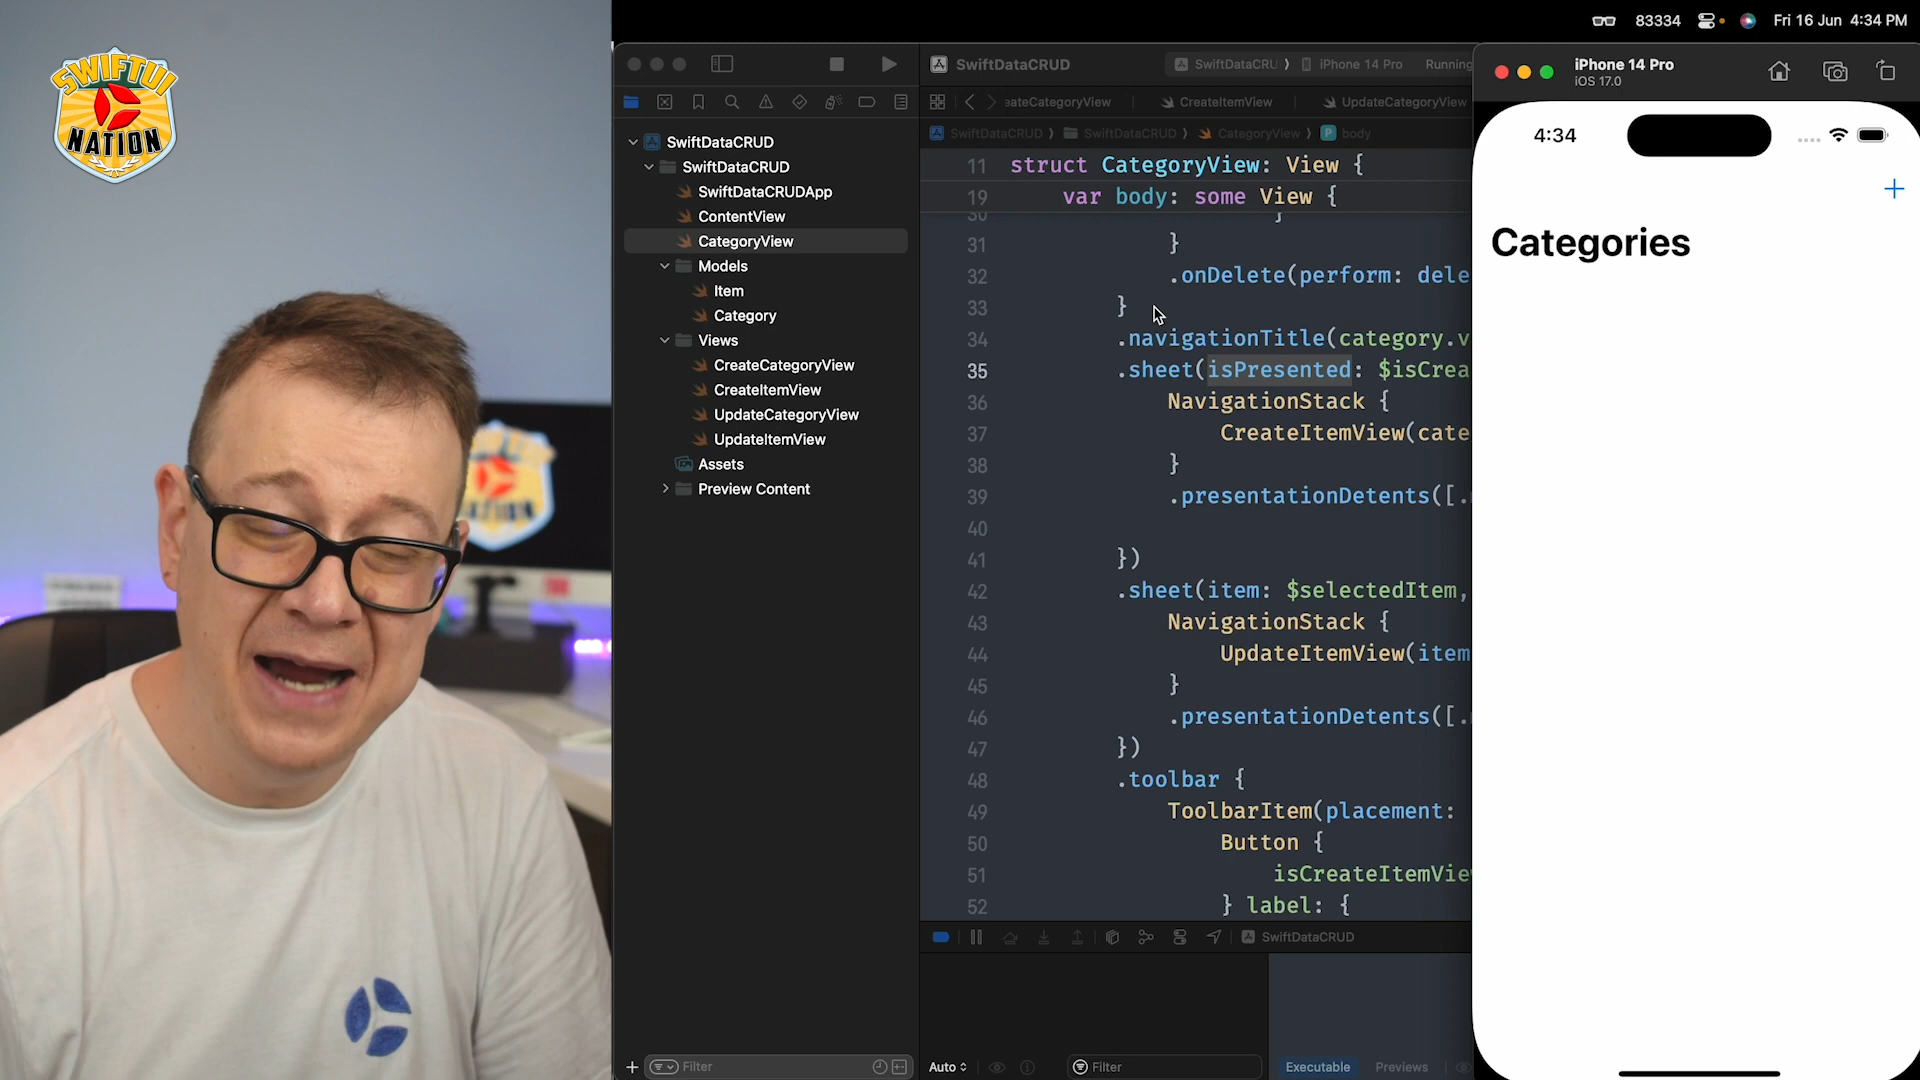 83334 Fri 16 Jun 4:34 PM
SWIFTUI
NATION
SwiftDataCRUD
SwiftDataCRU
iPhone 14 Pro
Running
iPhone 14 Pro
iOS 17.0
eateCategoryView
CreateItemView
UpdateCategoryView
SwiftDataCRUD
SwiftDataCRUD
CategoryView
P body
SwiftDataCRUD
SwiftDataCRUD
SwiftDataCRUDApp
ContentView
CategoryView
Models
Item
Category
Views
CreateCategoryView
CreateItemView
UpdateCategoryView
UpdateItemView
Assets
Preview Content
Filter
11 struct CategoryView: View {
19 var body: some View {
30 }
31 }
32 .onDelete(perform: dele
33 }
34 .navigationTitle(category.v
35 .sheet(isPresented: $isCrea
36 NavigationStack {
37 CreateItemView(cate
38 }
39 .presentationDetents([.
40
41 })
42 .sheet(item: $selectedItem,
43 NavigationStack {
44 UpdateItemView(item
45 }
46 .presentationDetents([.
47 })
48 .toolbar {
49 ToolbarItem(placement:
50 Button {
51 isCreateItemVie
52 } label: {
SwiftDataCRUD
Auto
Filter
Executable
Previews
4:34
+
Categories
NATION